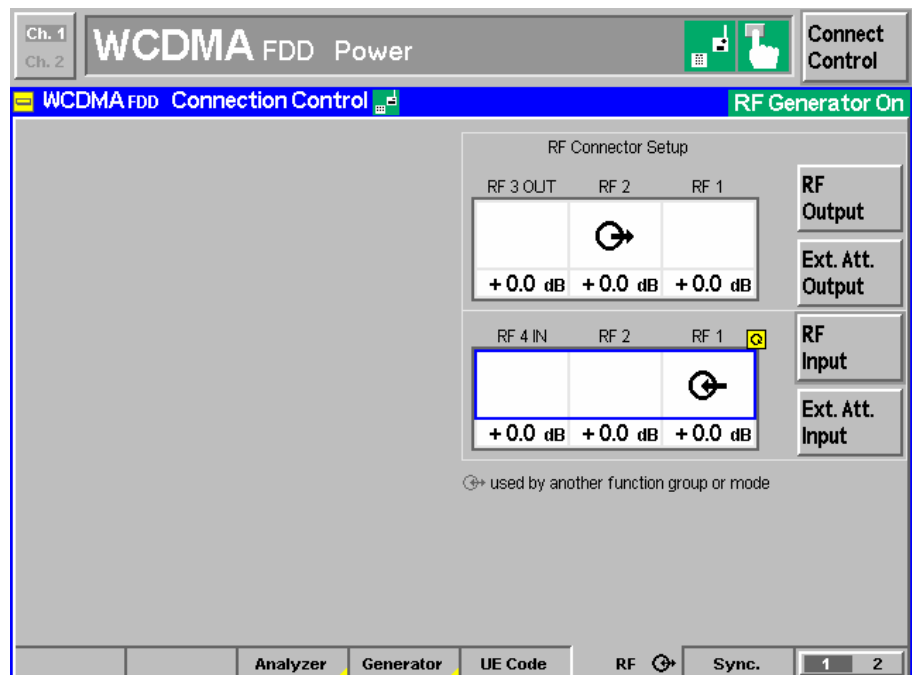 Ch. 1
Ch. 2
WCDMA FDD Power
Connect
Control
WCDMA FDD Connection Control
RF Generator On
RF Connector Setup
RF 3 OUT RF 2 RF 1
+ 0.0 dB + 0.0 dB + 0.0 dB
RF
Output
Ext. Att.
Output
RF 4 IN RF 2 RF 1
+ 0.0 dB + 0.0 dB + 0.0 dB
RF
Input
Ext. Att.
Input
used by another function group or mode
Analyzer Generator UE Code RF Sync. 1 2